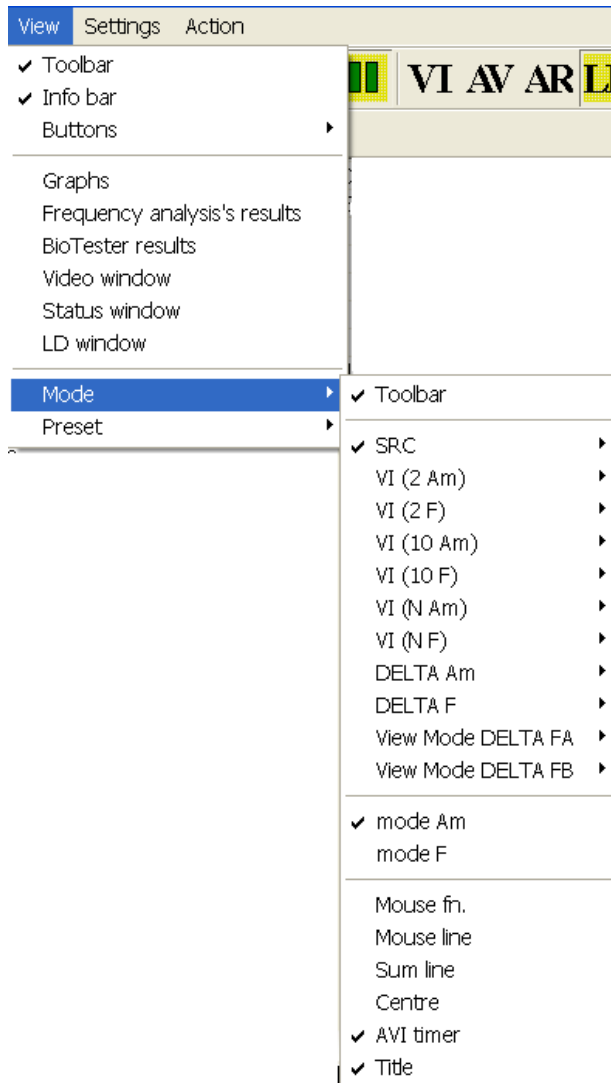 View Settings Action
Toolbar
Info bar
Buttons
VI AV AR
Graphs
Frequency analysis's results
BioTester results
Video window
Status window
LD window
Mode
Preset
Toolbar
SRC
VI (2 Am)
VI (2 F)
VI (10 Am)
VI (10 F)
VI (N Am)
VI (N F)
DELTA Am
DELTA F
View Mode DELTA FA
View Mode DELTA FB
mode Am
mode F
Mouse fn.
Mouse line
Sum line
Centre
AVI timer
Title